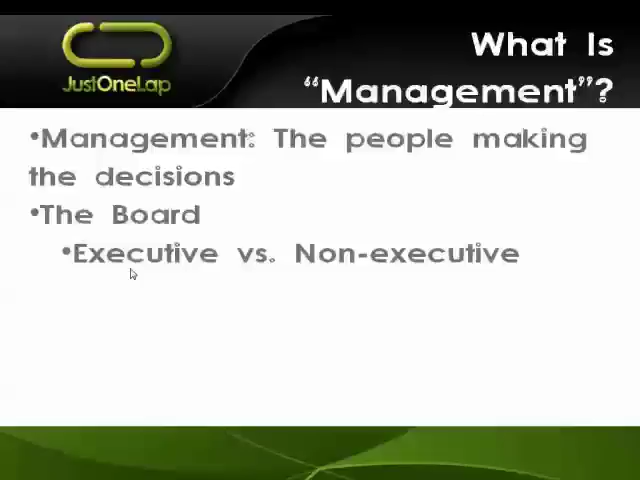 What Is
“Management”?
JustOneLap
•Management: The people making
the decisions
•The Board
•Executive vs. Non-executive